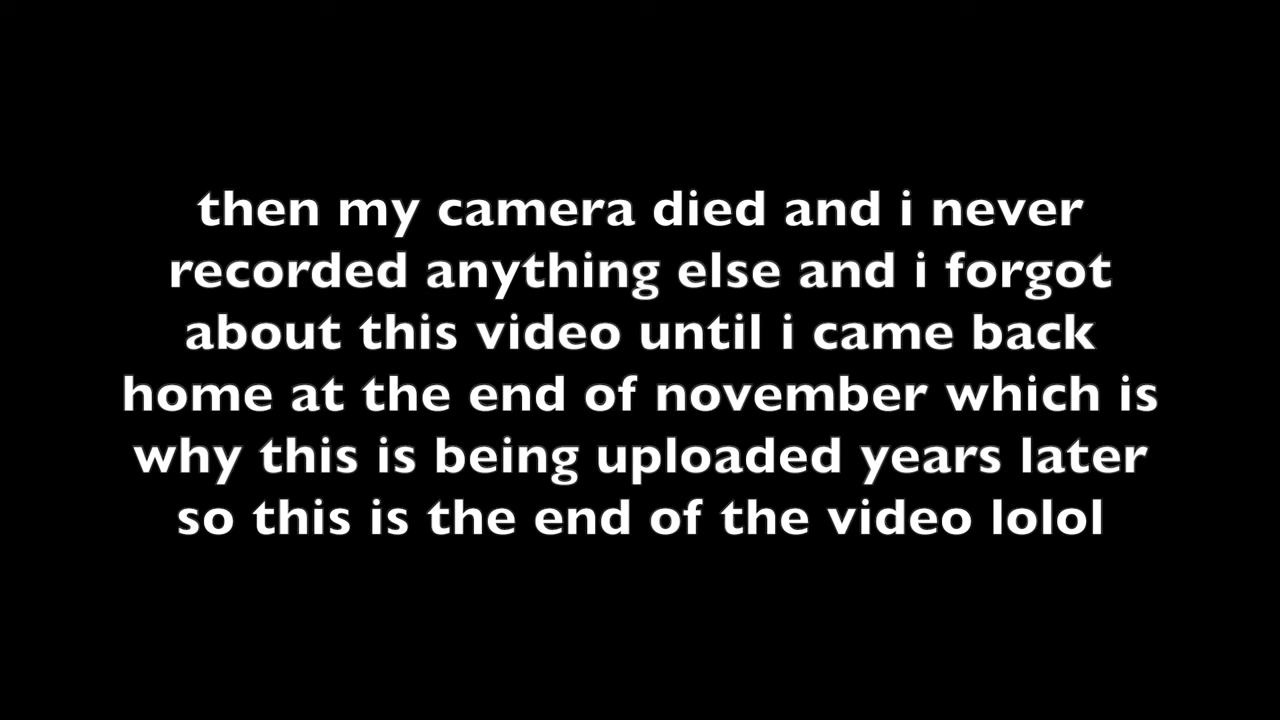 then my camera died and i never
recorded anything else and i forgot
about this video until i came back
home at the end of november which is
why this is being uploaded years later
so this is the end of the video lolol